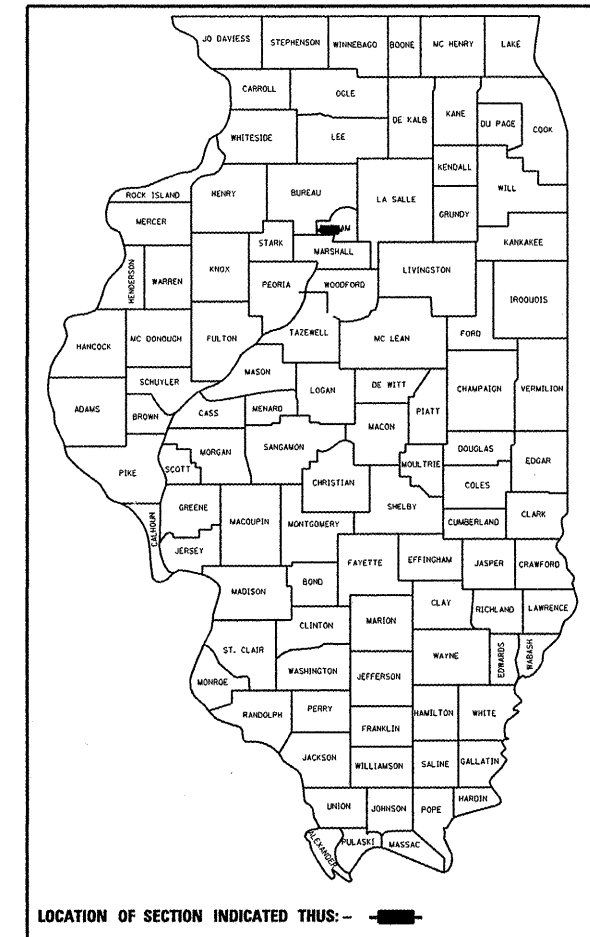 JO DAVIESS STEPHENSON WINNEBAGO BOONE MC HENRY LAKE
CARROLL OGLE
DE KALB KANE DU PAGE COOK
WHITESIDE LEE
KENDALL
WILL
ROCK ISLAND HENRY BUREAU LA SALLE
MERCER GRUNDY
STARK MARSHALL KANKAKEE
HENDERSON WARREN KNOX PEORIA WOODFORD LIVINGSTON
IROQUOIS
HANCOCK MC DONOUGH FULTON TAZEWELL MC LEAN FORD
MASON
SCHUYLER LOGAN DE WITT CHAMPAIGN VERMILION
ADAMS BROWN CASS MENARD PIATT
MACON
MORGAN SANGAMON DOUGLAS EDGAR
PIKE SCOTT CHRISTIAN MOULTRIE
COLES
GREENE SHELBY
CALHOUN MACOUPIN MONTGOMERY CUMBERLAND CLARK
JERSEY
FAYETTE EFFINGHAM JASPER CRAWFORD
MADISON BOND
CLAY RICHLAND LAWRENCE
CLINTON MARION
ST. CLAIR WAYNE EDWARDS WABASH
WASHINGTON JEFFERSON
MONROE
RANDOLPH PERRY HAMILTON WHITE
FRANKLIN
JACKSON WILLIAMSON SALINE GALLATIN
UNION JOHNSON POPE HARDIN
ALEXANDER PULASKI MASSAC
LOCATION OF SECTION INDICATED THUS: –